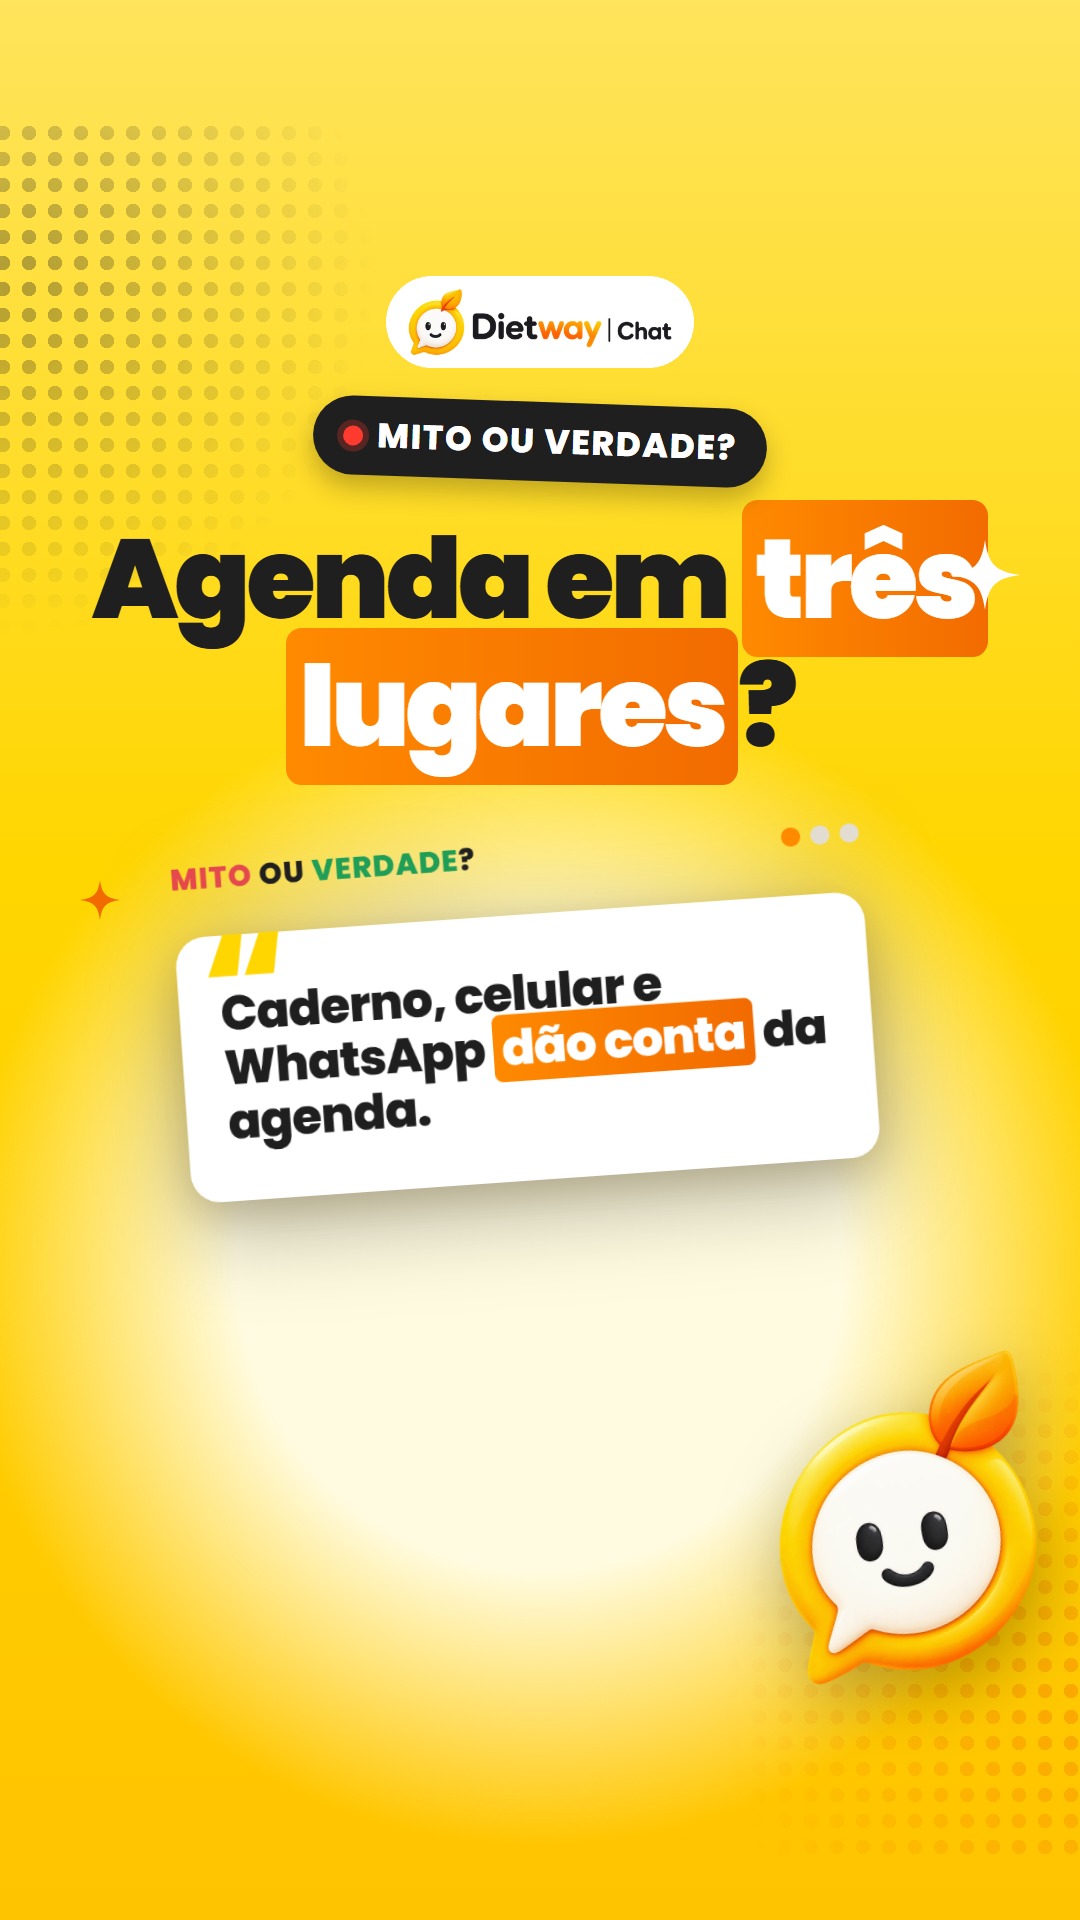 Dietway | Chat
MITO OU VERDADE?
Agenda em três
lugares?
MITO OU VERDADE?
"
Caderno, celular e
WhatsApp dão conta da
agenda.